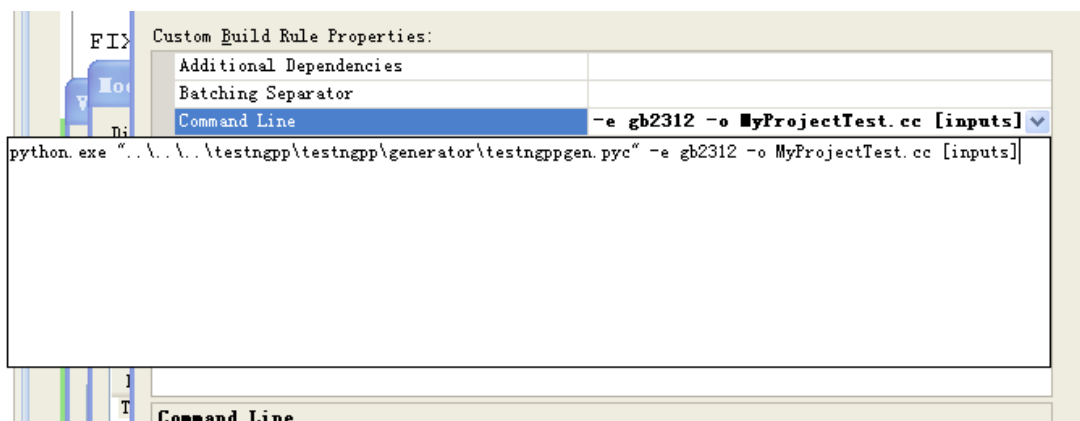 Custom Build Rule Properties:
Additional Dependencies
Batching Separator
Command Line -e gb2312 -o MyProjectTest.cc [inputs]
python.exe "..\..\..\testngpp\testngpp\generator\testngppgen.pyc" -e gb2312 -o MyProjectTest.cc [inputs]
Command Line